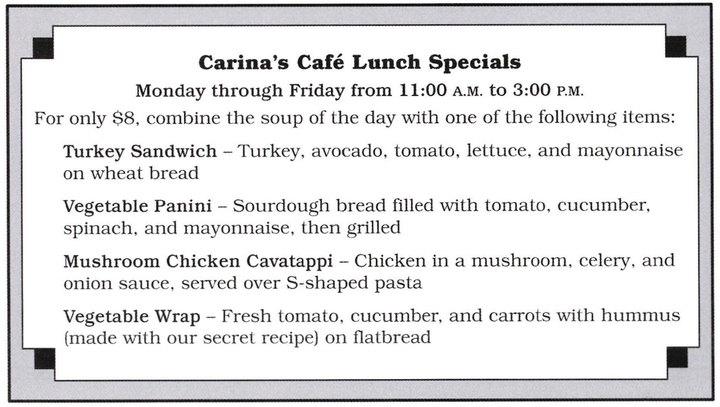 Carina's Café Lunch Specials
Monday through Friday from 11:00 A.M. to 3:00 P.M.
For only $8, combine the soup of the day with one of the following items:
Turkey Sandwich – Turkey, avocado, tomato, lettuce, and mayonnaise
on wheat bread
Vegetable Panini – Sourdough bread filled with tomato, cucumber,
spinach, and mayonnaise, then grilled
Mushroom Chicken Cavatappi – Chicken in a mushroom, celery, and
onion sauce, served over S-shaped pasta
Vegetable Wrap – Fresh tomato, cucumber, and carrots with hummus
(made with our secret recipe) on flatbread